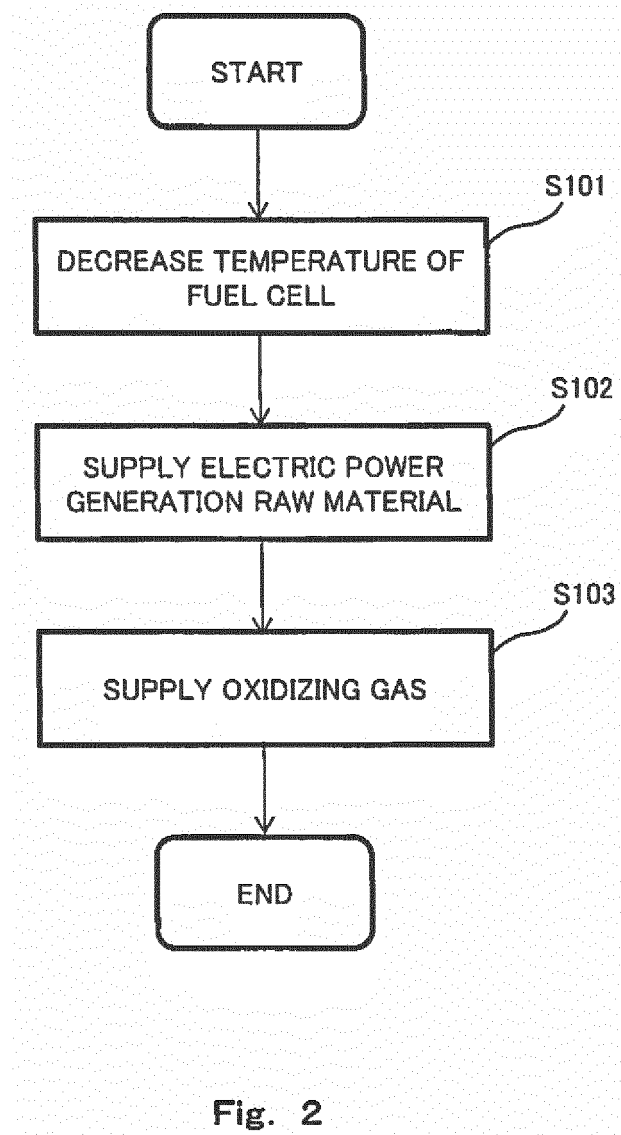 START
S101
DECREASE TEMPERATURE OF
FUEL CELL
S102
SUPPLY ELECTRIC POWER
GENERATION RAW MATERIAL
S103
SUPPLY OXIDIZING GAS
END
Fig. 2